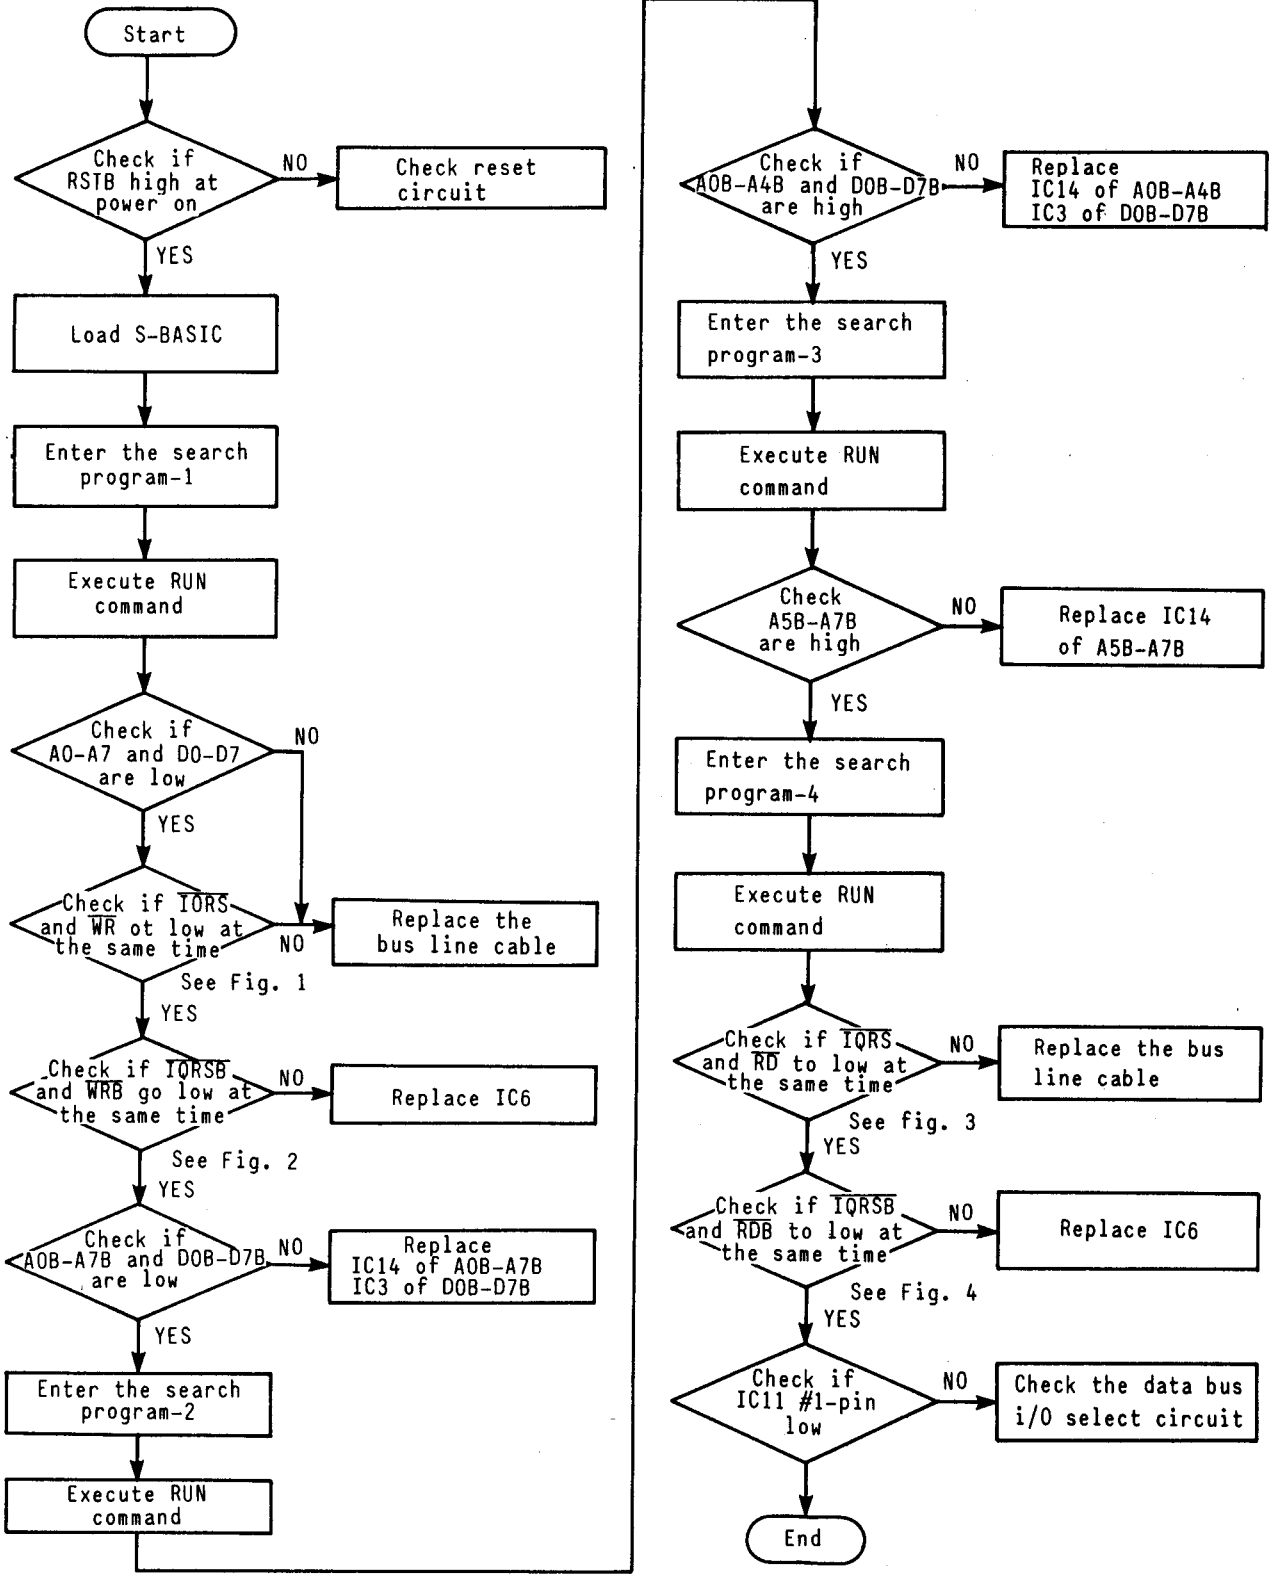 Start
Check if
RSTB high at
power on
NO
Check reset
circuit
YES
Load S-BASIC
Enter the search
program-1
Execute RUN
command
Check if
A0-A7 and D0-D7
are low
NO
YES
Check if I̅O̅R̅S̅
and W̅R̅ ot low at
the same time
NO
Replace the
bus line cable
See Fig. 1
YES
Check if I̅Q̅R̅S̅B̅
and W̅R̅B̅ go low at
the same time
NO
Replace IC6
See Fig. 2
YES
Check if
A0B-A7B and D0B-D7B
are low
NO
Replace
IC14 of A0B-A7B
IC3 of D0B-D7B
YES
Enter the search
program-2
Execute RUN
command
Check if
A0B-A4B and D0B-D7B
are high
NO
Replace
IC14 of A0B-A4B
IC3 of D0B-D7B
YES
Enter the search
program-3
Execute RUN
command
Check
A5B-A7B
are high
NO
Replace IC14
of A5B-A7B
YES
Enter the search
program-4
Execute RUN
command
Check if I̅Q̅R̅S̅
and R̅D̅ to low at
the same time
NO
Replace the bus
line cable
See fig. 3
YES
Check if I̅Q̅R̅S̅B̅
and R̅D̅B̅ to low at
the same time
NO
Replace IC6
See Fig. 4
YES
Check if
IC11 #1-pin
low
NO
Check the data bus
i/O select circuit
End